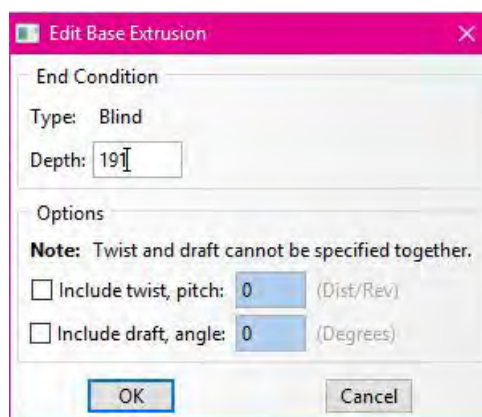 Edit Base Extrusion
End Condition
Type: Blind
Depth: 191
Options
Note: Twist and draft cannot be specified together.
Include twist, pitch: 0 (Dist/Rev)
Include draft, angle: 0 (Degrees)
OK Cancel